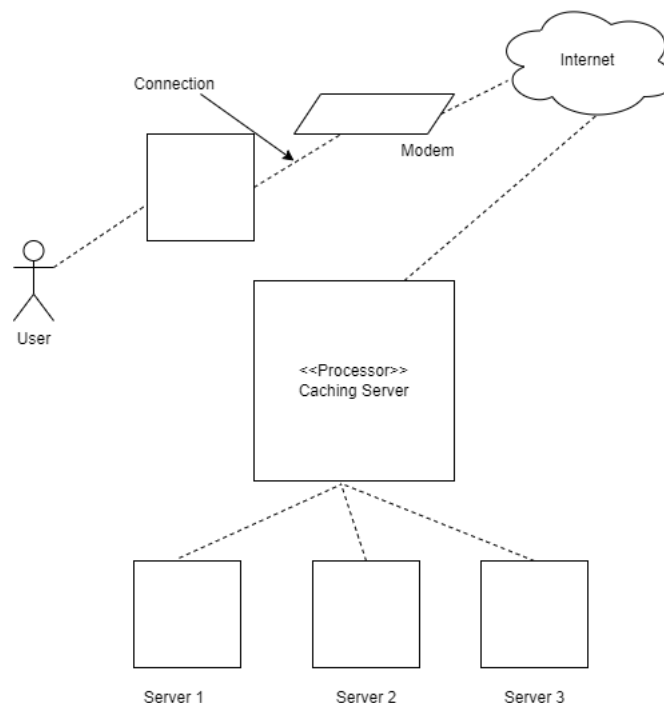 Internet
Connection
Modem
User
<<Processor>>
Caching Server
Server 1
Server 2
Server 3